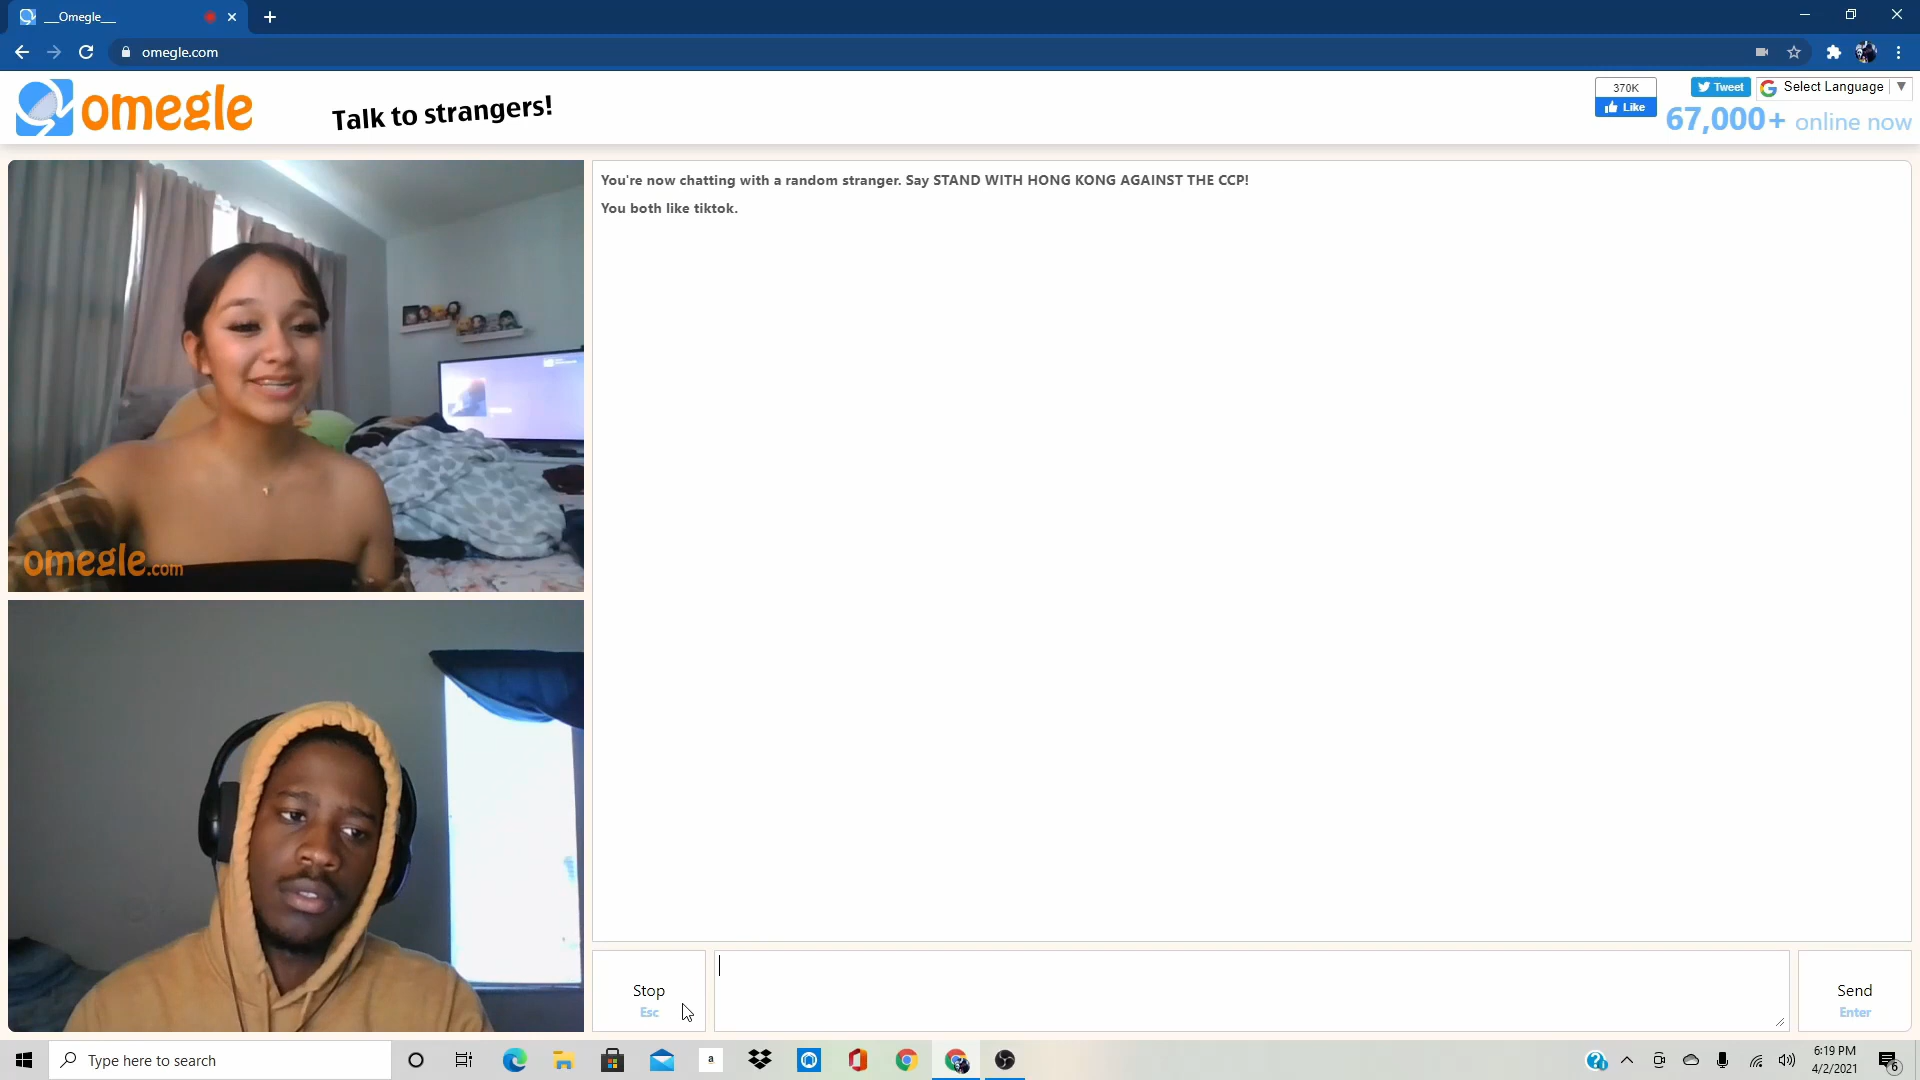 __Omegle__
omegle.com
omegle
Talk to strangers!
370K
Like
Tweet
Select Language
67,000+ online now
omegle.com
You're now chatting with a random stranger. Say STAND WITH HONG KONG AGAINST THE CCP!
You both like tiktok.
Stop
Esc
Send
Enter
Type here to search
a
6:19 PM
4/2/2021
6